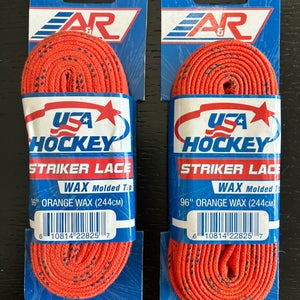 A&R
A&R
USA
HOCKEY
STRIKER LACE
WAX Molded Tip
96" ORANGE WAX (244CM)
6 10814 22825 7
USA
HOCKEY
STRIKER LACE
WAX Molded Tip
96" ORANGE WAX (244CM)
6 10814 22825 7